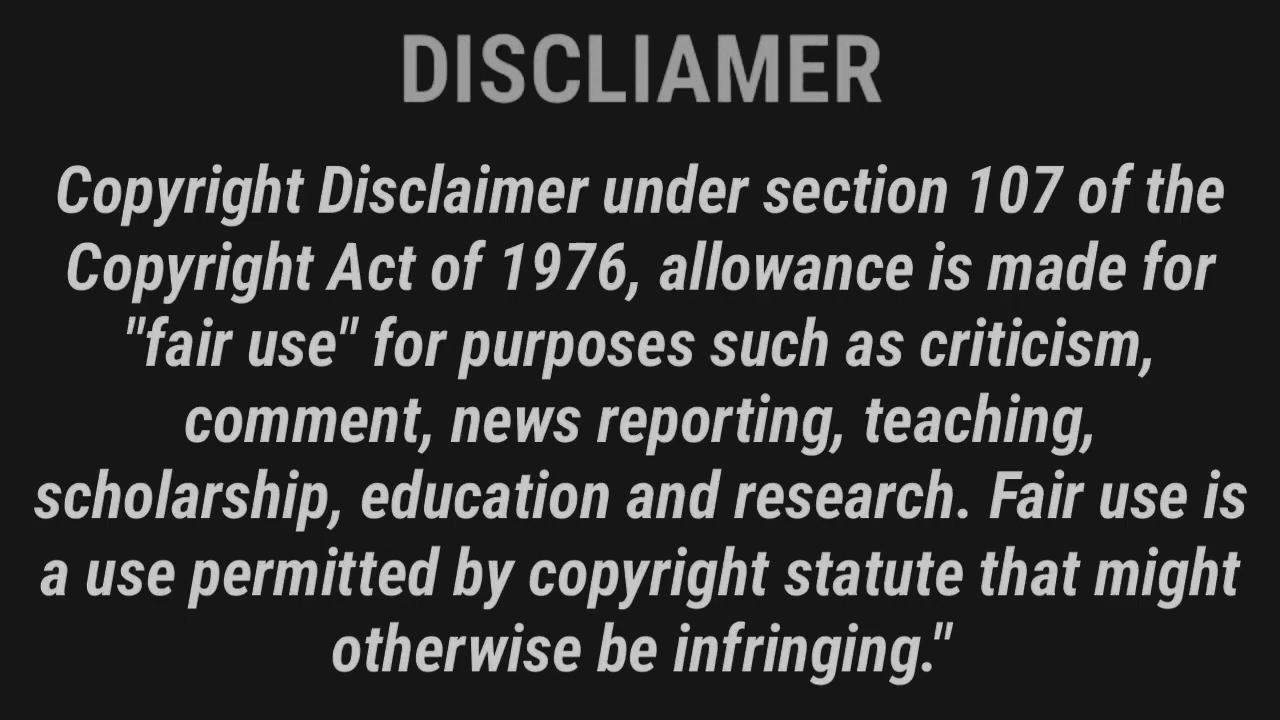 DISCLIAMER
Copyright Disclaimer under section 107 of the
Copyright Act of 1976, allowance is made for
"fair use" for purposes such as criticism,
comment, news reporting, teaching,
scholarship, education and research. Fair use is
a use permitted by copyright statute that might
otherwise be infringing."